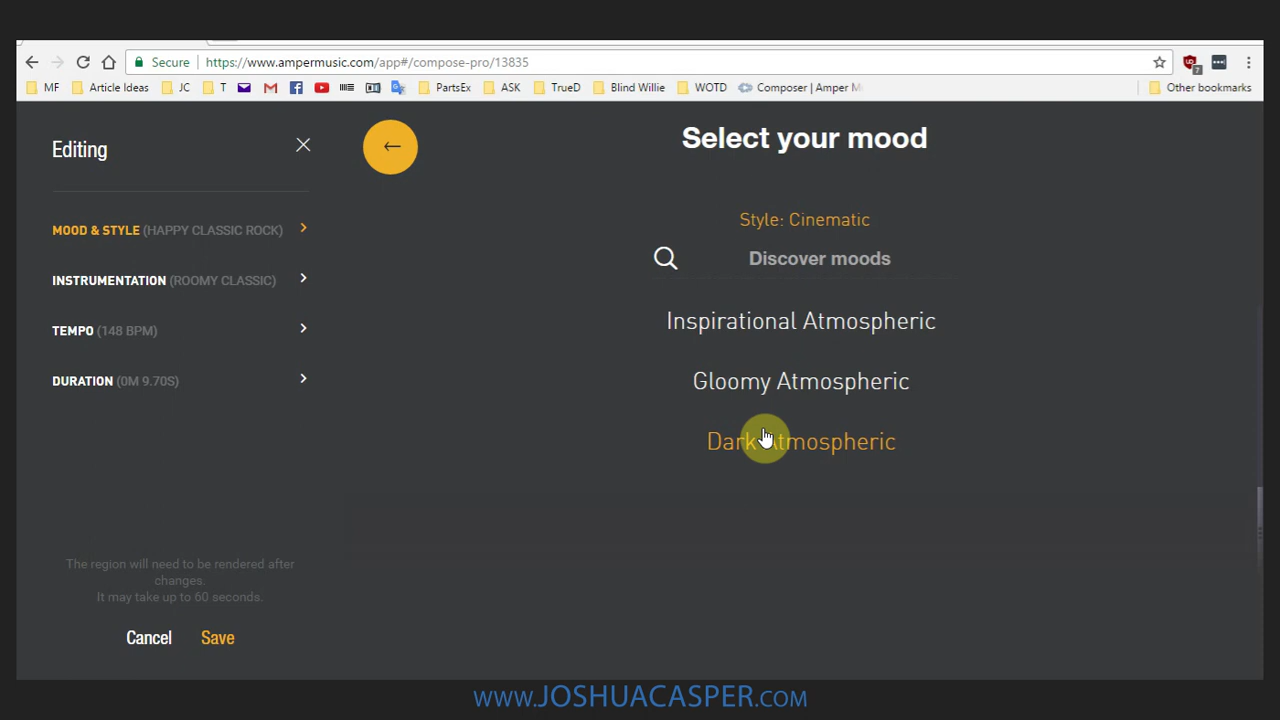 Secure https://www.ampermusic.com/app#/compose-pro/13835
MF Article Ideas JC T PartsEx ASK TrueD Blind Willie WOTD Composer | Amper M Other bookmarks
Editing
MOOD & STYLE (HAPPY CLASSIC ROCK)
INSTRUMENTATION (ROOMY CLASSIC)
TEMPO (148 BPM)
DURATION (0M 9.70S)
The region will need to be rendered after
changes.
It may take up to 60 seconds.
Cancel Save
Select your mood
Style: Cinematic
Discover moods
Inspirational Atmospheric
Gloomy Atmospheric
Dark Atmospheric
WWW.JOSHUACASPER.COM